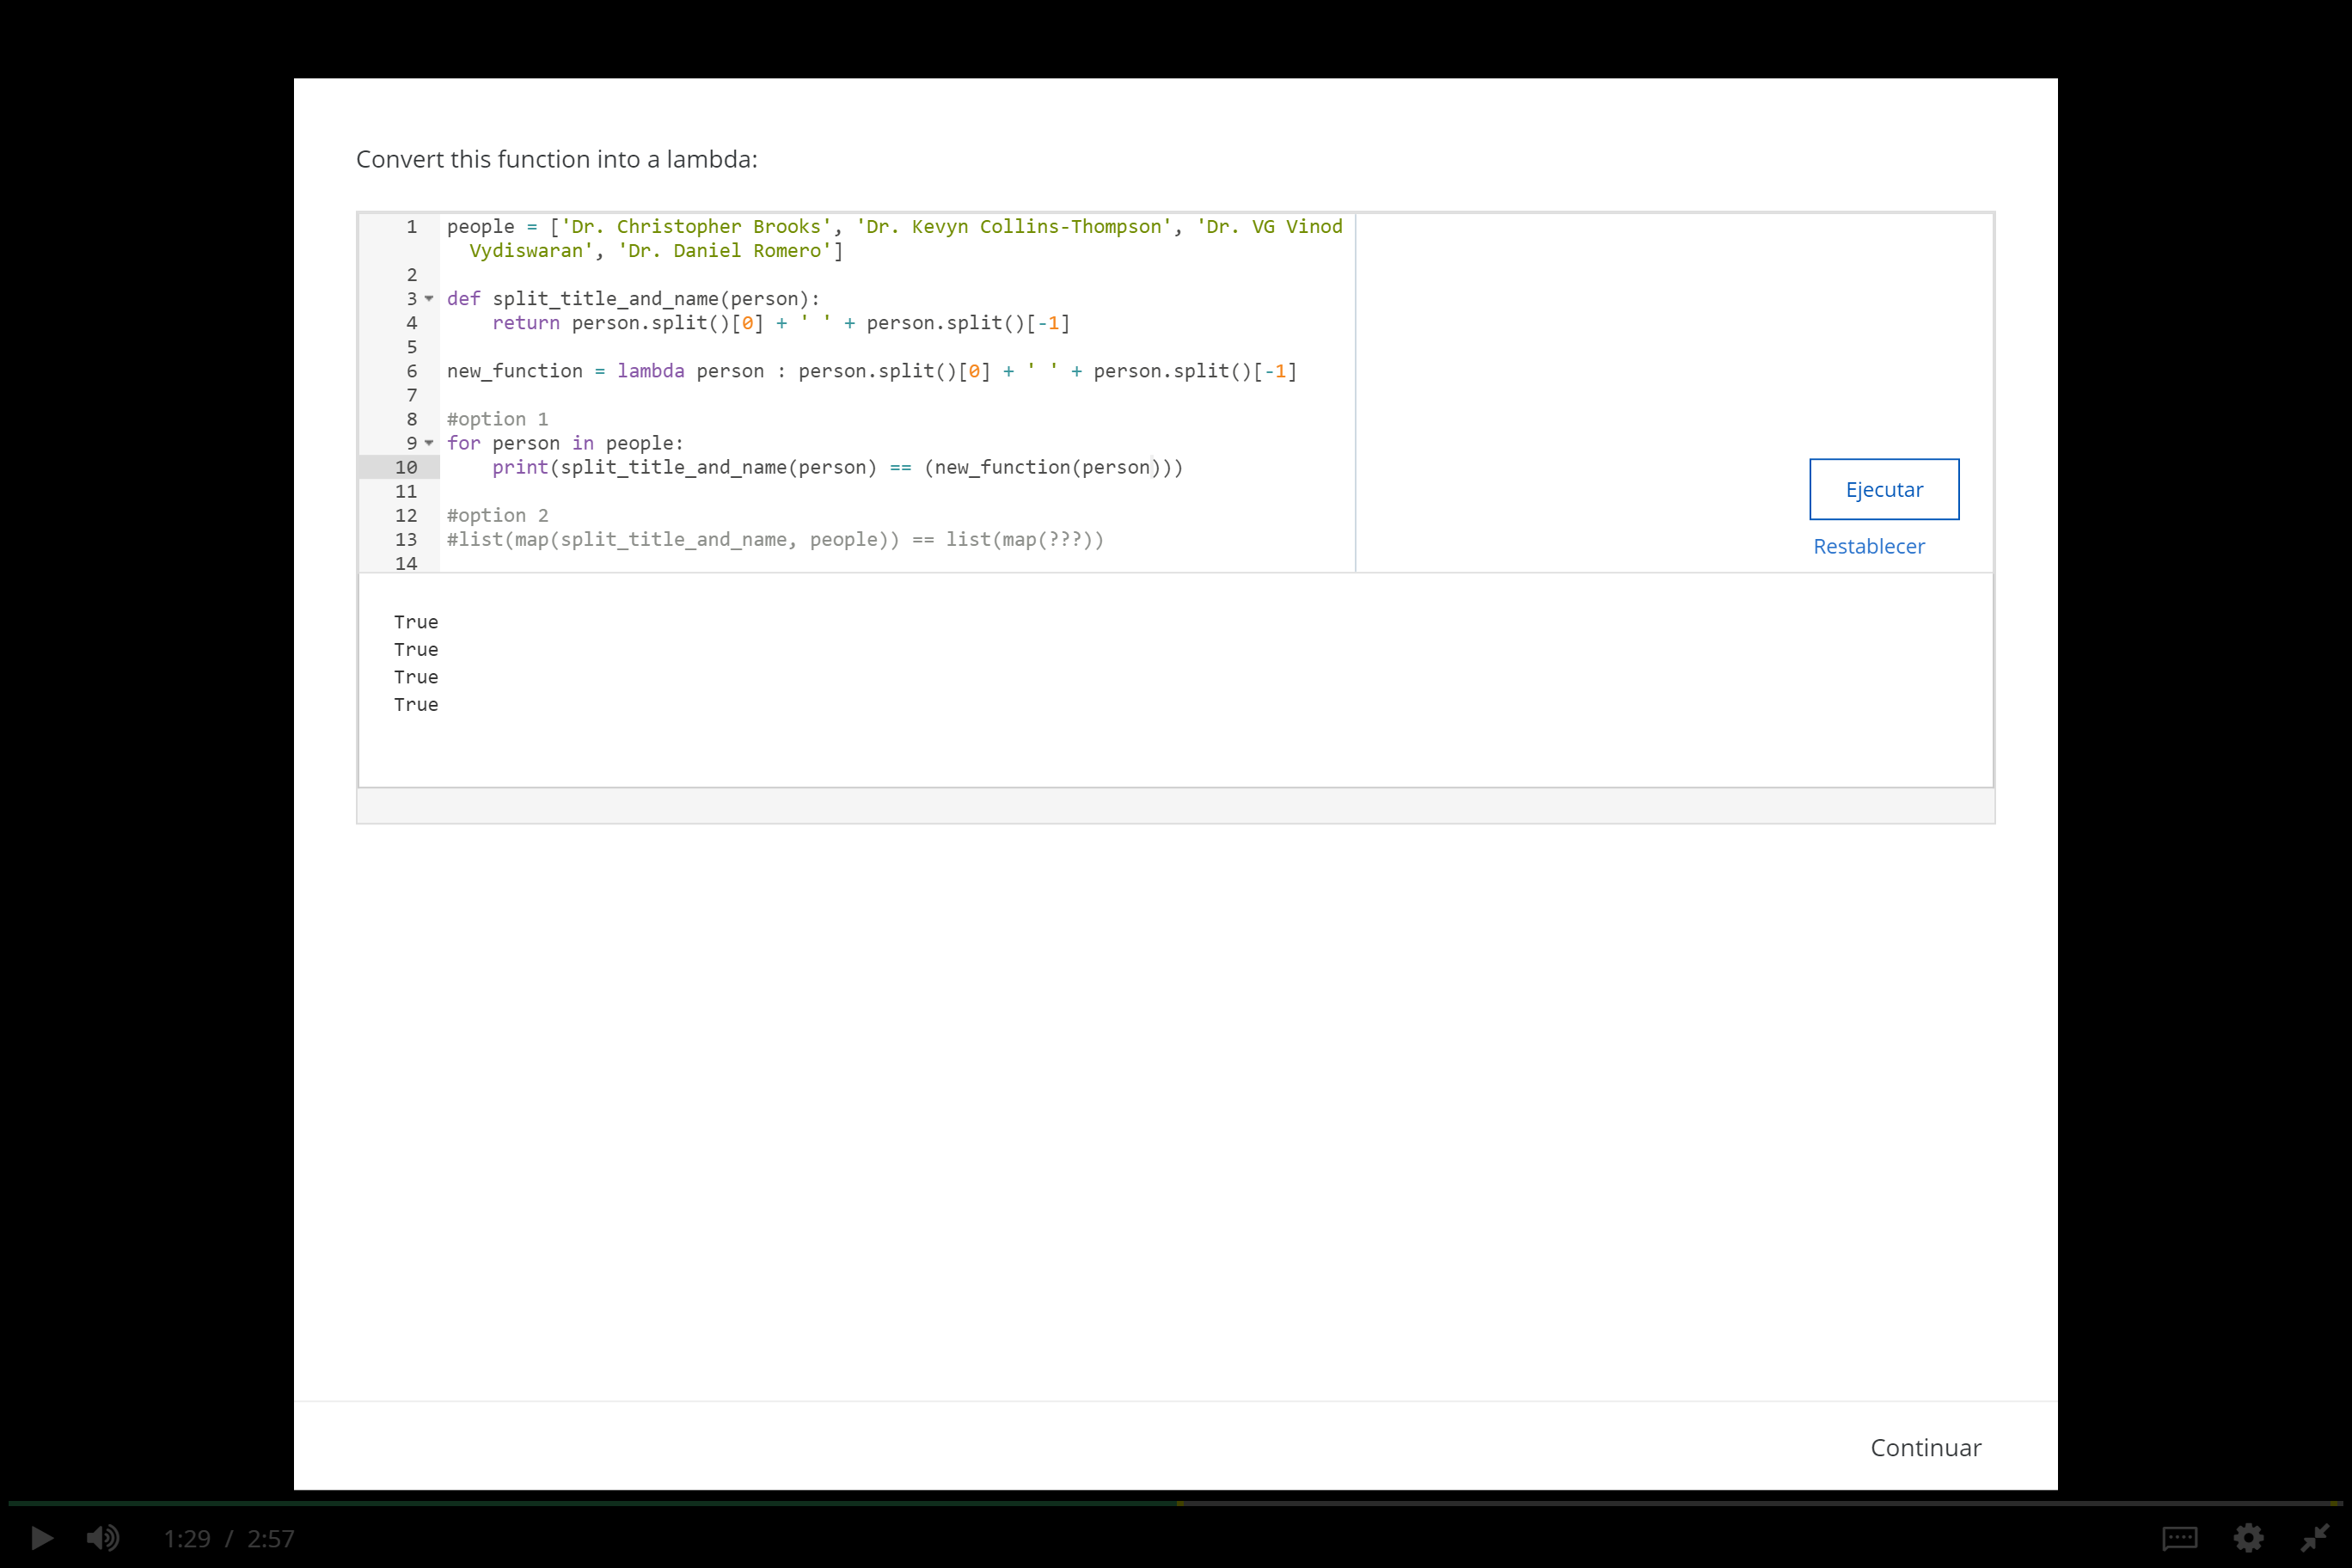 Convert this function into a lambda:
1 people = ['Dr. Christopher Brooks', 'Dr. Kevyn Collins-Thompson', 'Dr. VG Vinod
Vydiswaran', 'Dr. Daniel Romero']
2
3 def split_title_and_name(person):
4     return person.split()[0] + ' ' + person.split()[-1]
5
6 new_function = lambda person : person.split()[0] + ' ' + person.split()[-1]
7
8 #option 1
9 for person in people:
10     print(split_title_and_name(person) == (new_function(person)))
11
12 #option 2
13 #list(map(split_title_and_name, people)) == list(map(???))
14
Ejecutar
Restablecer
True
True
True
True
Continuar
1:29 / 2:57